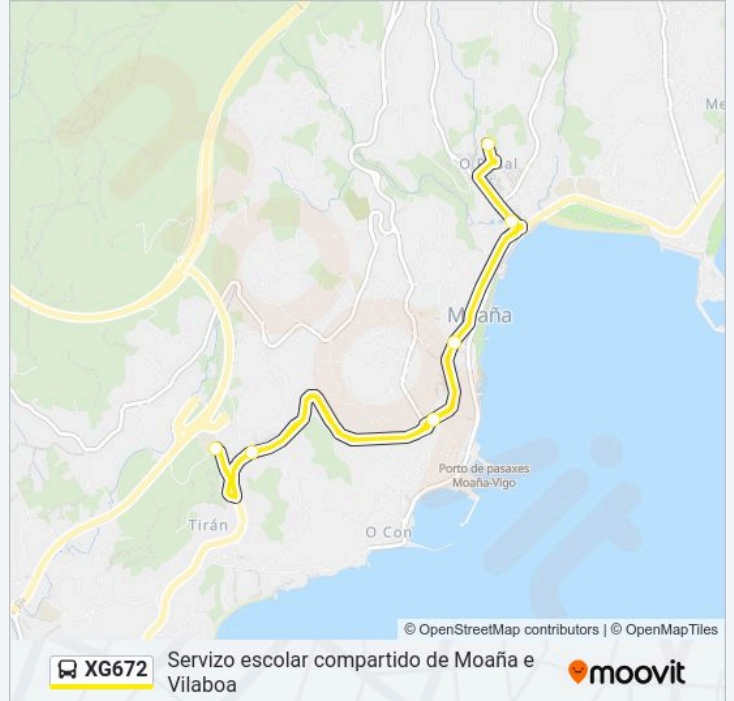 Me
Moaña
Porto de pasaxes
Moaña-Vigo
Tirán
O Con
© OpenStreetMap contributors | © OpenMapTiles
XG672
Servizo escolar compartido de Moaña e
Vilaboa
moovit